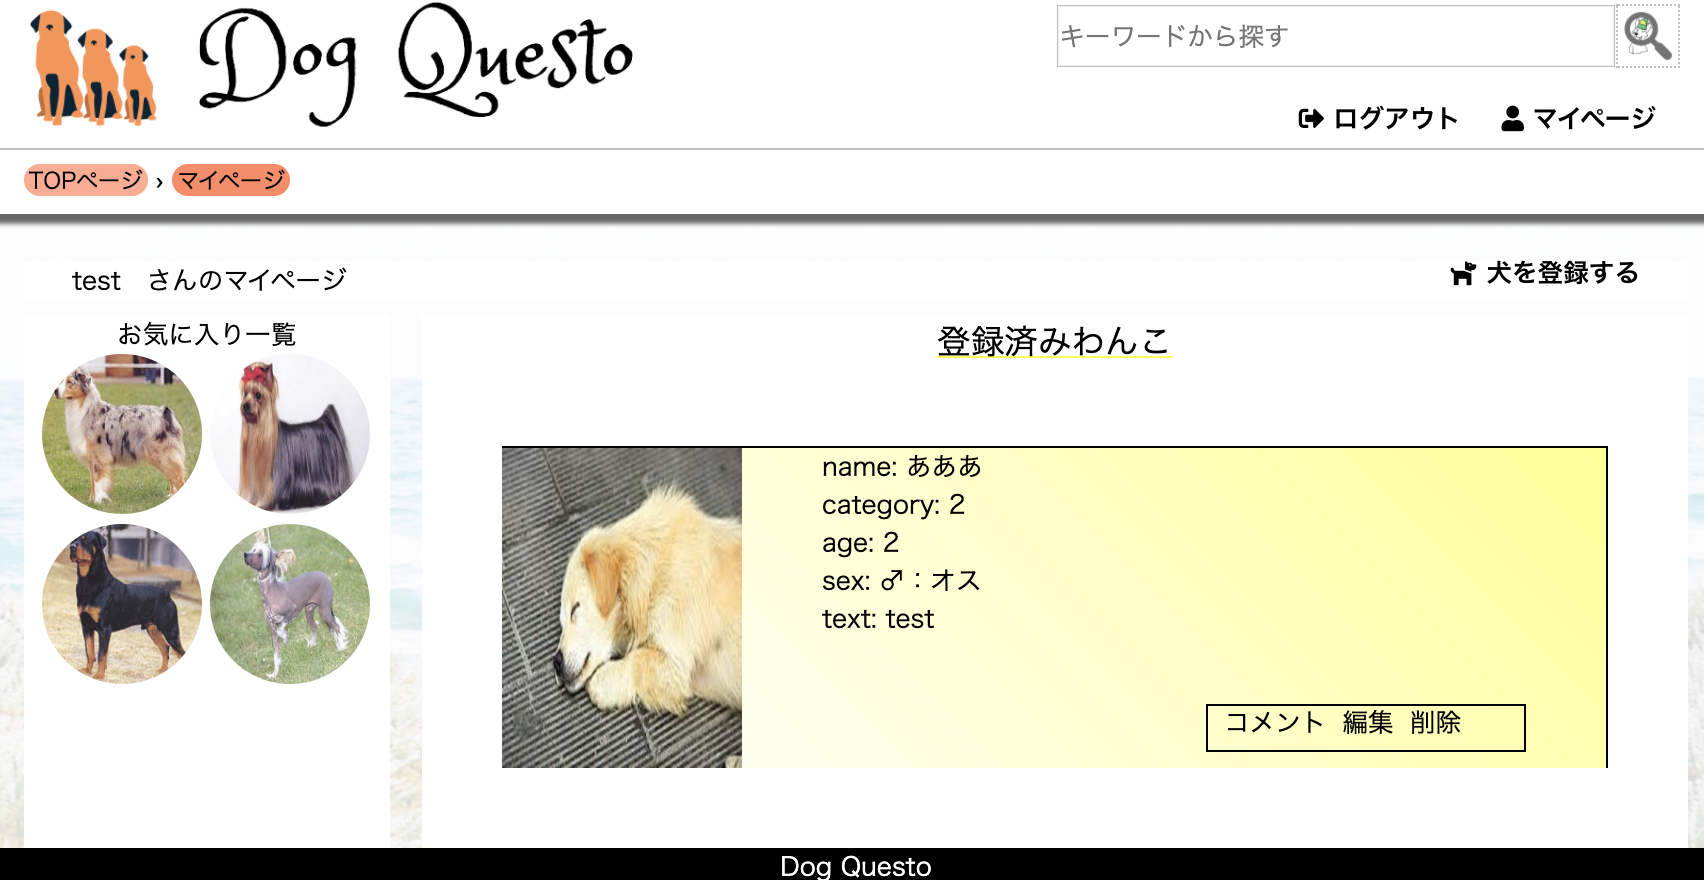 Dog Questo
キーワードから探す
ログアウト マイページ
TOPページ › マイページ
test　さんのマイページ
犬を登録する
お気に入り一覧
登録済みわんこ
name: あああ
category: 2
age: 2
sex: ♂：オス
text: test
コメント 編集 削除
Dog Questo